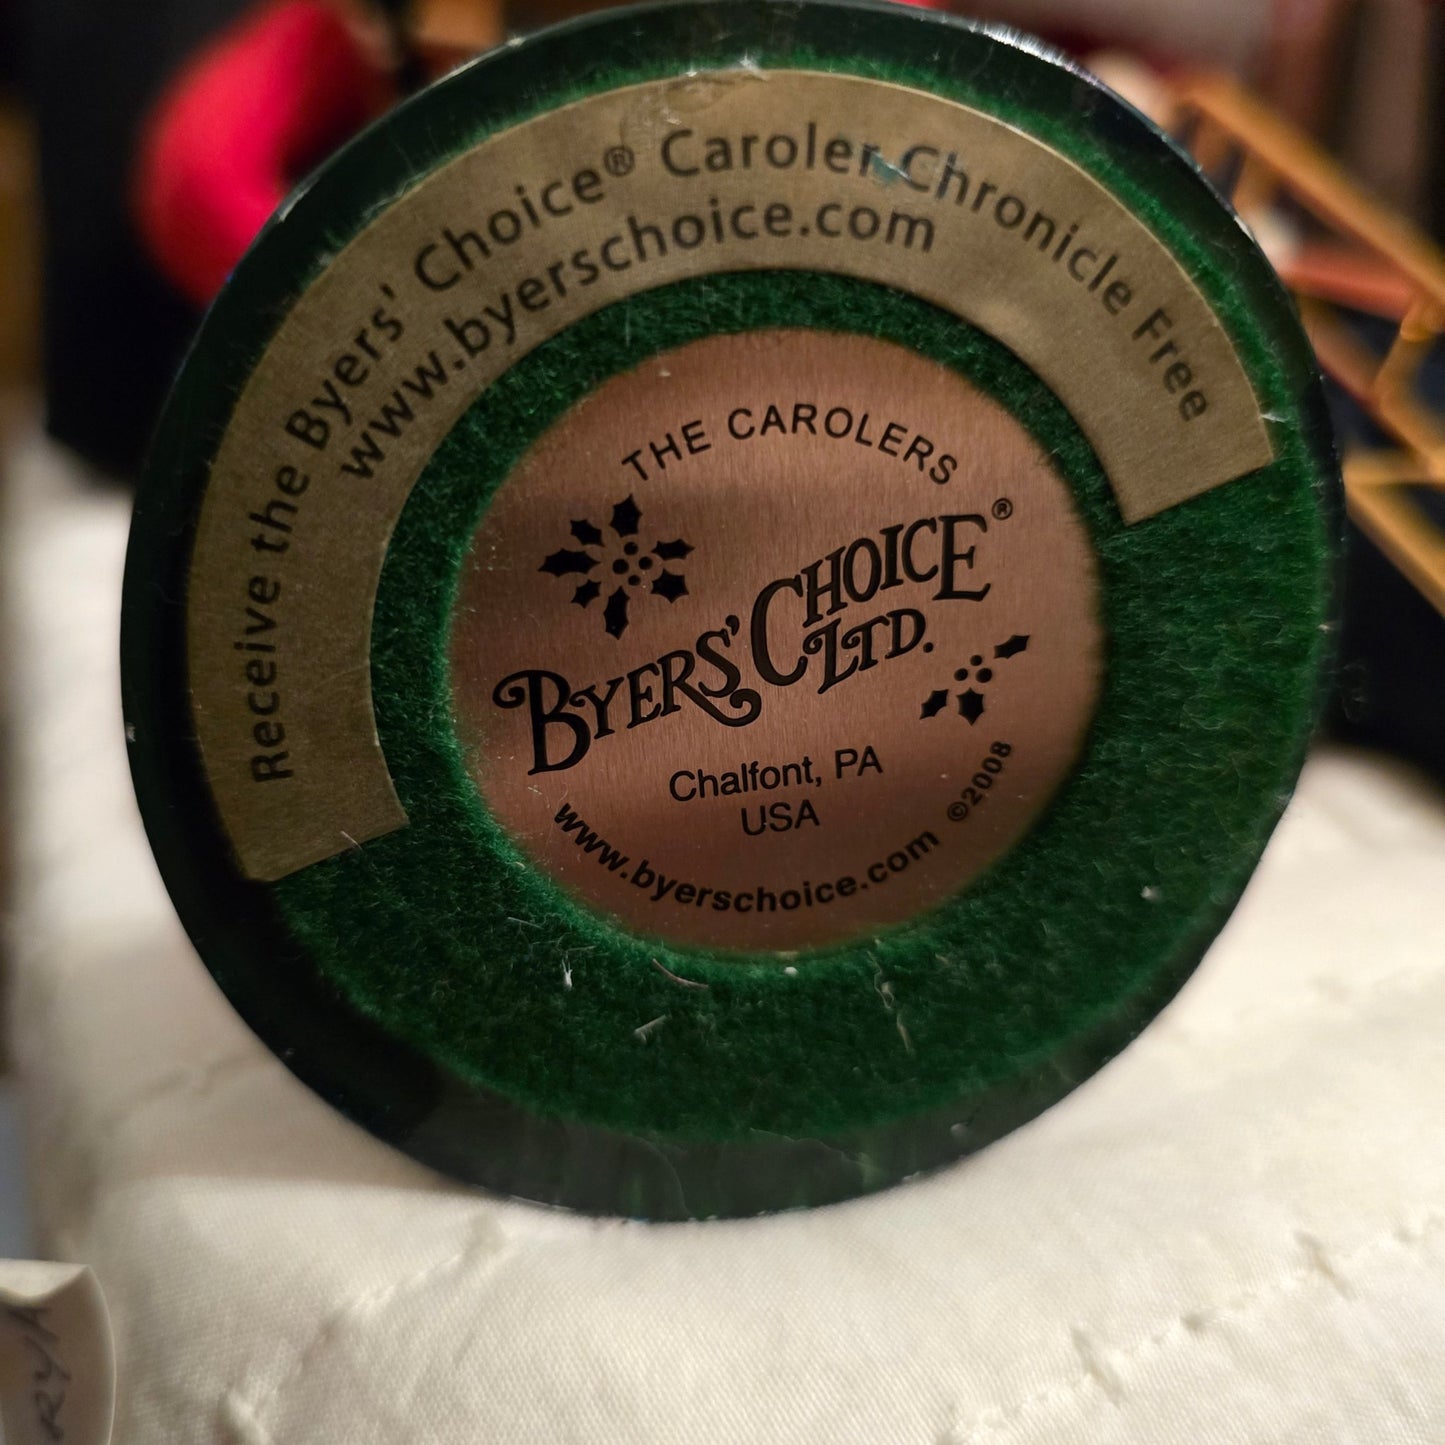 Receive the Byers' Choice® Caroler Chronicle Free
www.byerschoice.com
THE CAROLERS
BYERS' CHOICE®
LTD.
Chalfont, PA
USA
www.byerschoice.com ©2008